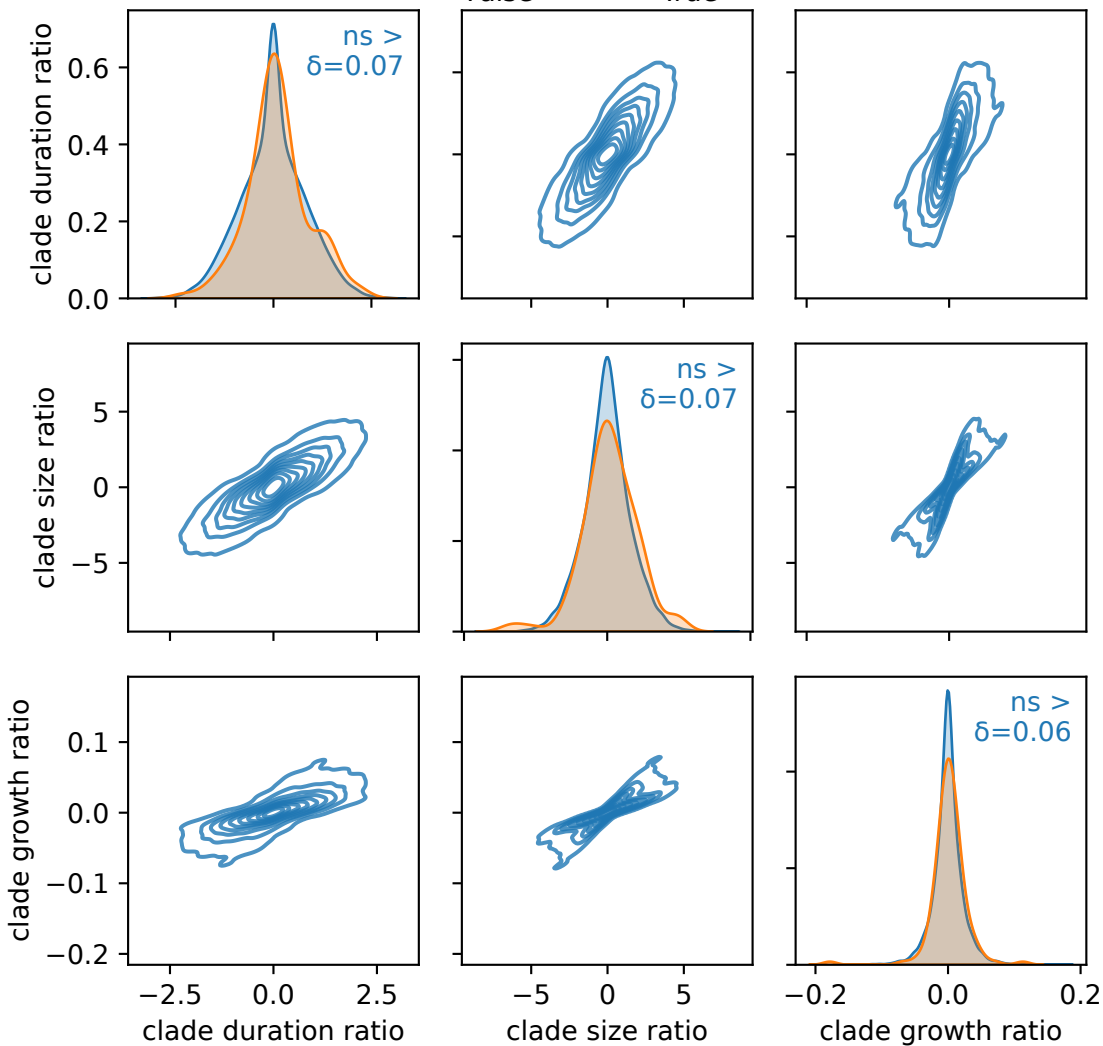 clade duration ratio
0.6
0.4
0.2
0.0
ns >
δ=0.07
clade size ratio
5
0
−5
ns >
δ=0.07
clade growth ratio
0.1
0.0
−0.1
−0.2
ns >
δ=0.06
−2.5 0.0 2.5
−5 0 5
−0.2 0.0 0.2
clade duration ratio
clade size ratio
clade growth ratio